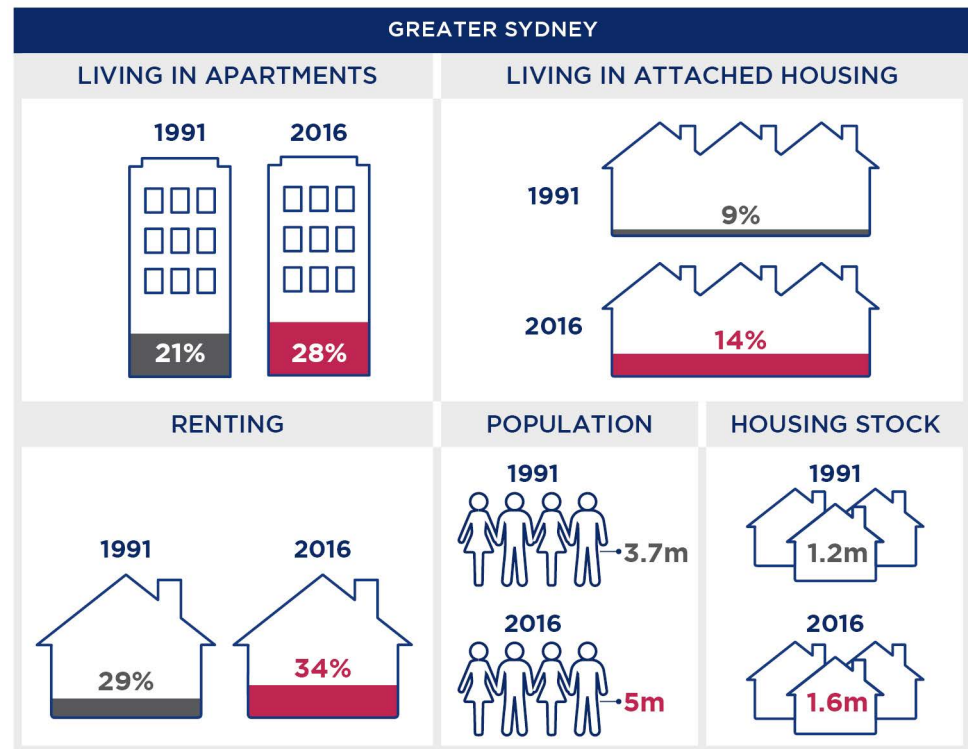 GREATER SYDNEY
LIVING IN APARTMENTS
1991
2016
21%
28%
LIVING IN ATTACHED HOUSING
1991
9%
2016
14%
RENTING
1991
2016
29%
34%
POPULATION
1991
3.7m
2016
5m
HOUSING STOCK
1991
1.2m
2016
1.6m